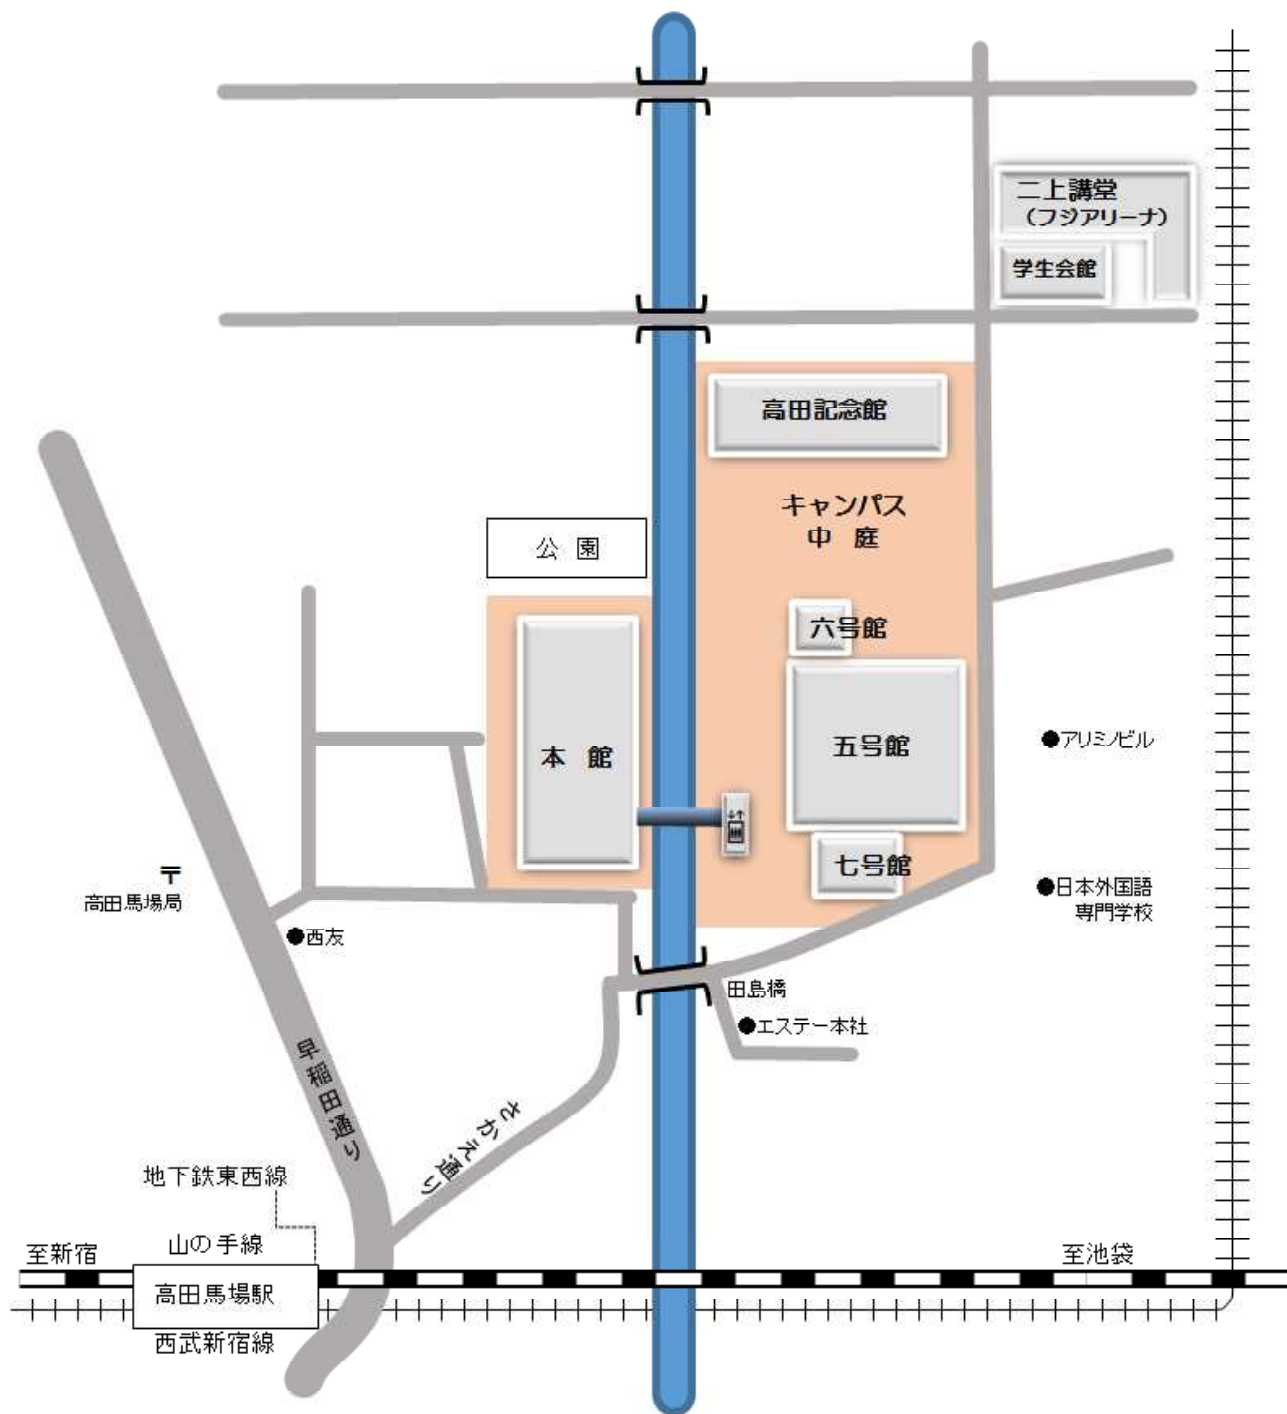 二上講堂
（フジアリーナ）
学生会館
高田記念館
キャンパス
中 庭
公 園
六号館
本 館
五号館
●アリミノビル
七号館
〒
高田馬場局
●日本外国語
専門学校
●西友
田島橋
●エステー本社
早稲田通り
さかえ通り
地下鉄東西線
山の手線
至新宿
至池袋
高田馬場駅
西武新宿線